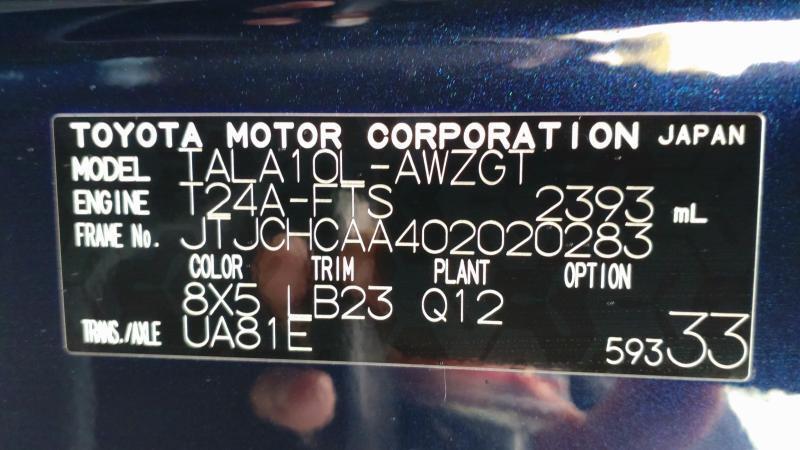 TOYOTA MOTOR CORPORATION JAPAN
MODEL TALA10L-AWZGT
ENGINE T24A-FTS 2393 mL
FRAME No. JTJCHCAA402020283
COLOR TRIM PLANT OPTION
8X5 LB23 Q12
TRANS./AXLE UA81E 59333